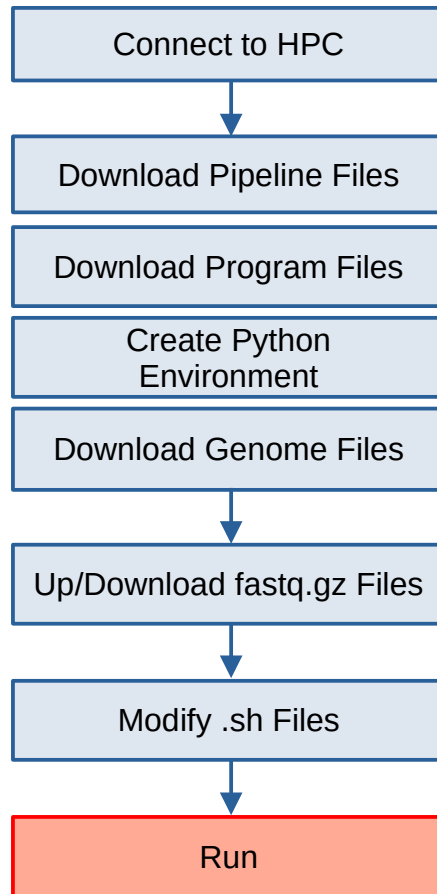 Connect to HPC
Download Pipeline Files
Download Program Files
Create Python
Environment
Download Genome Files
Up/Download fastq.gz Files
Modify .sh Files
Run